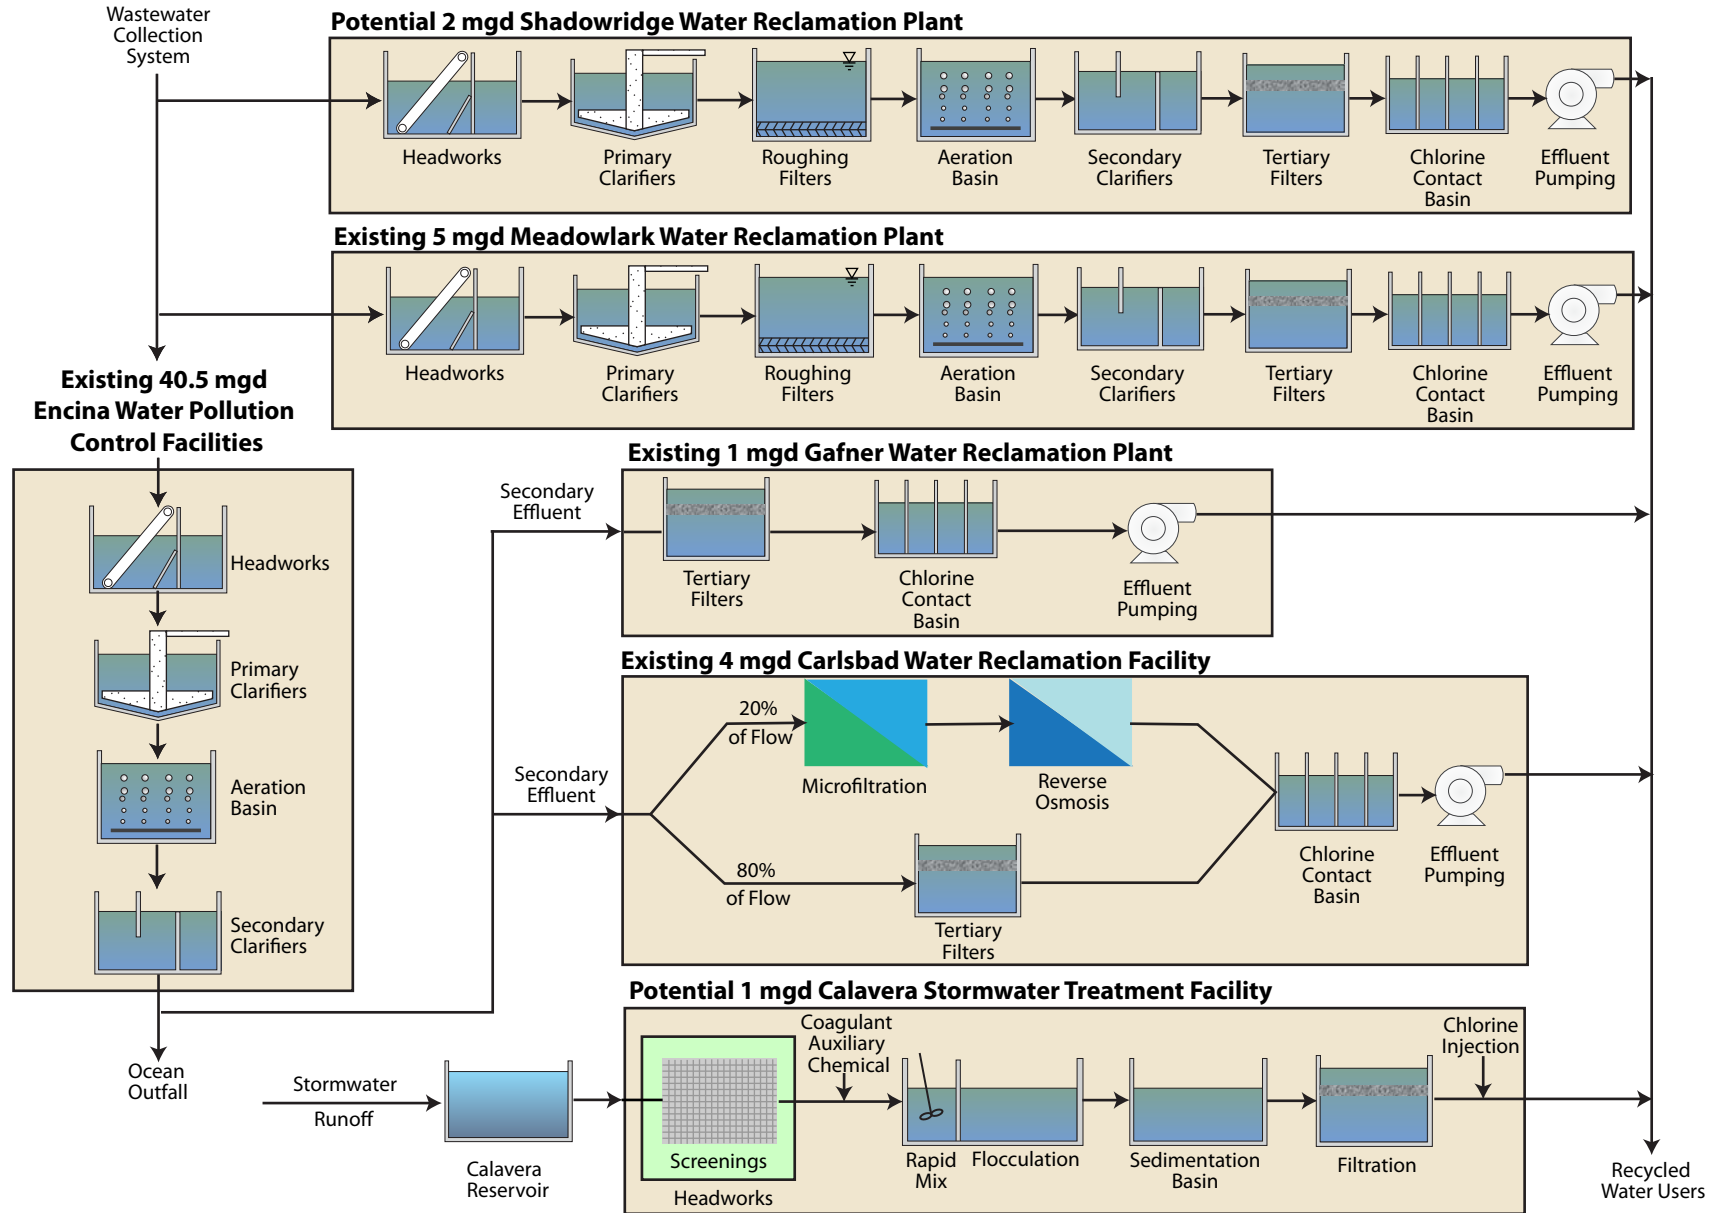 Wastewater
Collection
System
Potential 2 mgd Shadowridge Water Reclamation Plant
Headworks
Primary
Clarifiers
Roughing
Filters
Aeration
Basin
Secondary
Clarifiers
Tertiary
Filters
Chlorine
Contact
Basin
Effluent
Pumping
Existing 5 mgd Meadowlark Water Reclamation Plant
Headworks
Primary
Clarifiers
Roughing
Filters
Aeration
Basin
Secondary
Clarifiers
Tertiary
Filters
Chlorine
Contact
Basin
Effluent
Pumping
Existing 40.5 mgd
Encina Water Pollution
Control Facilities
Headworks
Primary
Clarifiers
Aeration
Basin
Secondary
Clarifiers
Ocean
Outfall
Existing 1 mgd Gafner Water Reclamation Plant
Secondary
Effluent
Tertiary
Filters
Chlorine
Contact
Basin
Effluent
Pumping
Existing 4 mgd Carlsbad Water Reclamation Facility
Secondary
Effluent
20%
of Flow
Microfiltration
Reverse
Osmosis
80%
of Flow
Tertiary
Filters
Chlorine
Contact
Basin
Effluent
Pumping
Potential 1 mgd Calavera Stormwater Treatment Facility
Stormwater
Runoff
Calavera
Reservoir
Screenings
Headworks
Coagulant
Auxiliary
Chemical
Rapid
Mix
Flocculation
Sedimentation
Basin
Filtration
Chlorine
Injection
Recycled
Water Users